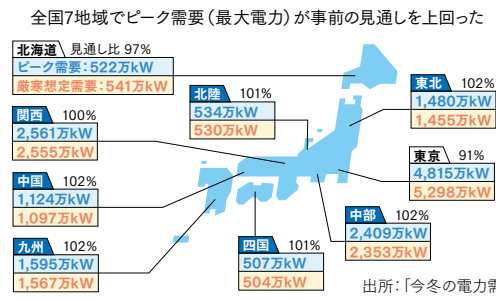 全国7地域でピーク需要(最大電力)が事前の見通しを上回った
北海道 見通し比 97%
ピーク需要:522万kW
厳寒想定需要:541万kW
北陸 101%
534万kW
530万kW
東北 102%
1,480万kW
1,455万kW
関西 100%
2,561万kW
2,555万kW
東京 91%
4,815万kW
5,298万kW
中国 102%
1,124万kW
1,097万kW
中部 102%
2,409万kW
2,353万kW
九州 102%
1,595万kW
1,567万kW
四国 101%
507万kW
504万kW
出所:「今冬の電力需